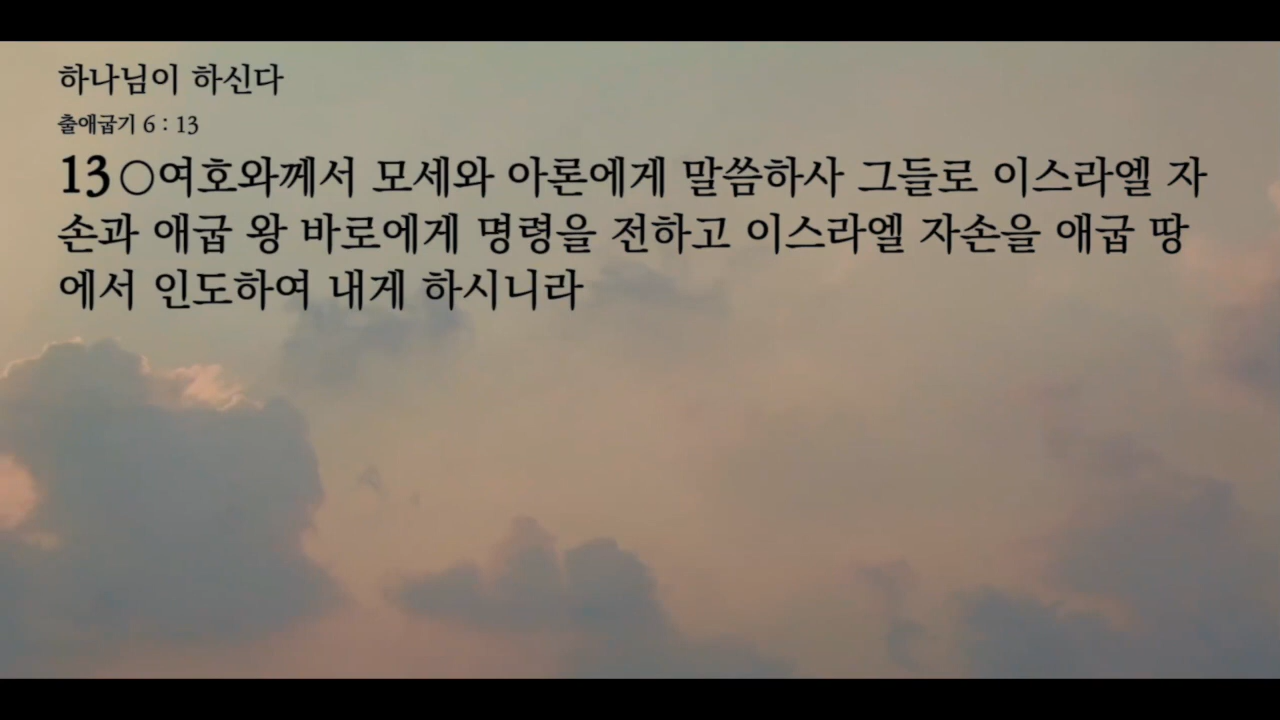 하나님이 하신다
출애굽기 6 : 13
13 ○여호와께서 모세와 아론에게 말씀하사 그들로 이스라엘 자
손과 애굽 왕 바로에게 명령을 전하고 이스라엘 자손을 애굽 땅
에서 인도하여 내게 하시니라